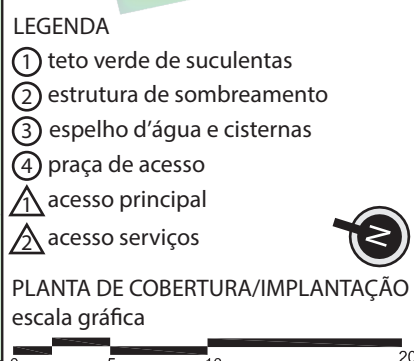 LEGENDA
1 teto verde de suculentas
2 estrutura de sombreamento
3 espelho d'água e cisternas
4 praça de acesso
1 acesso principal
2 acesso serviços
N
PLANTA DE COBERTURA/IMPLANTAÇÃO
escala gráfica
0 5 10 20